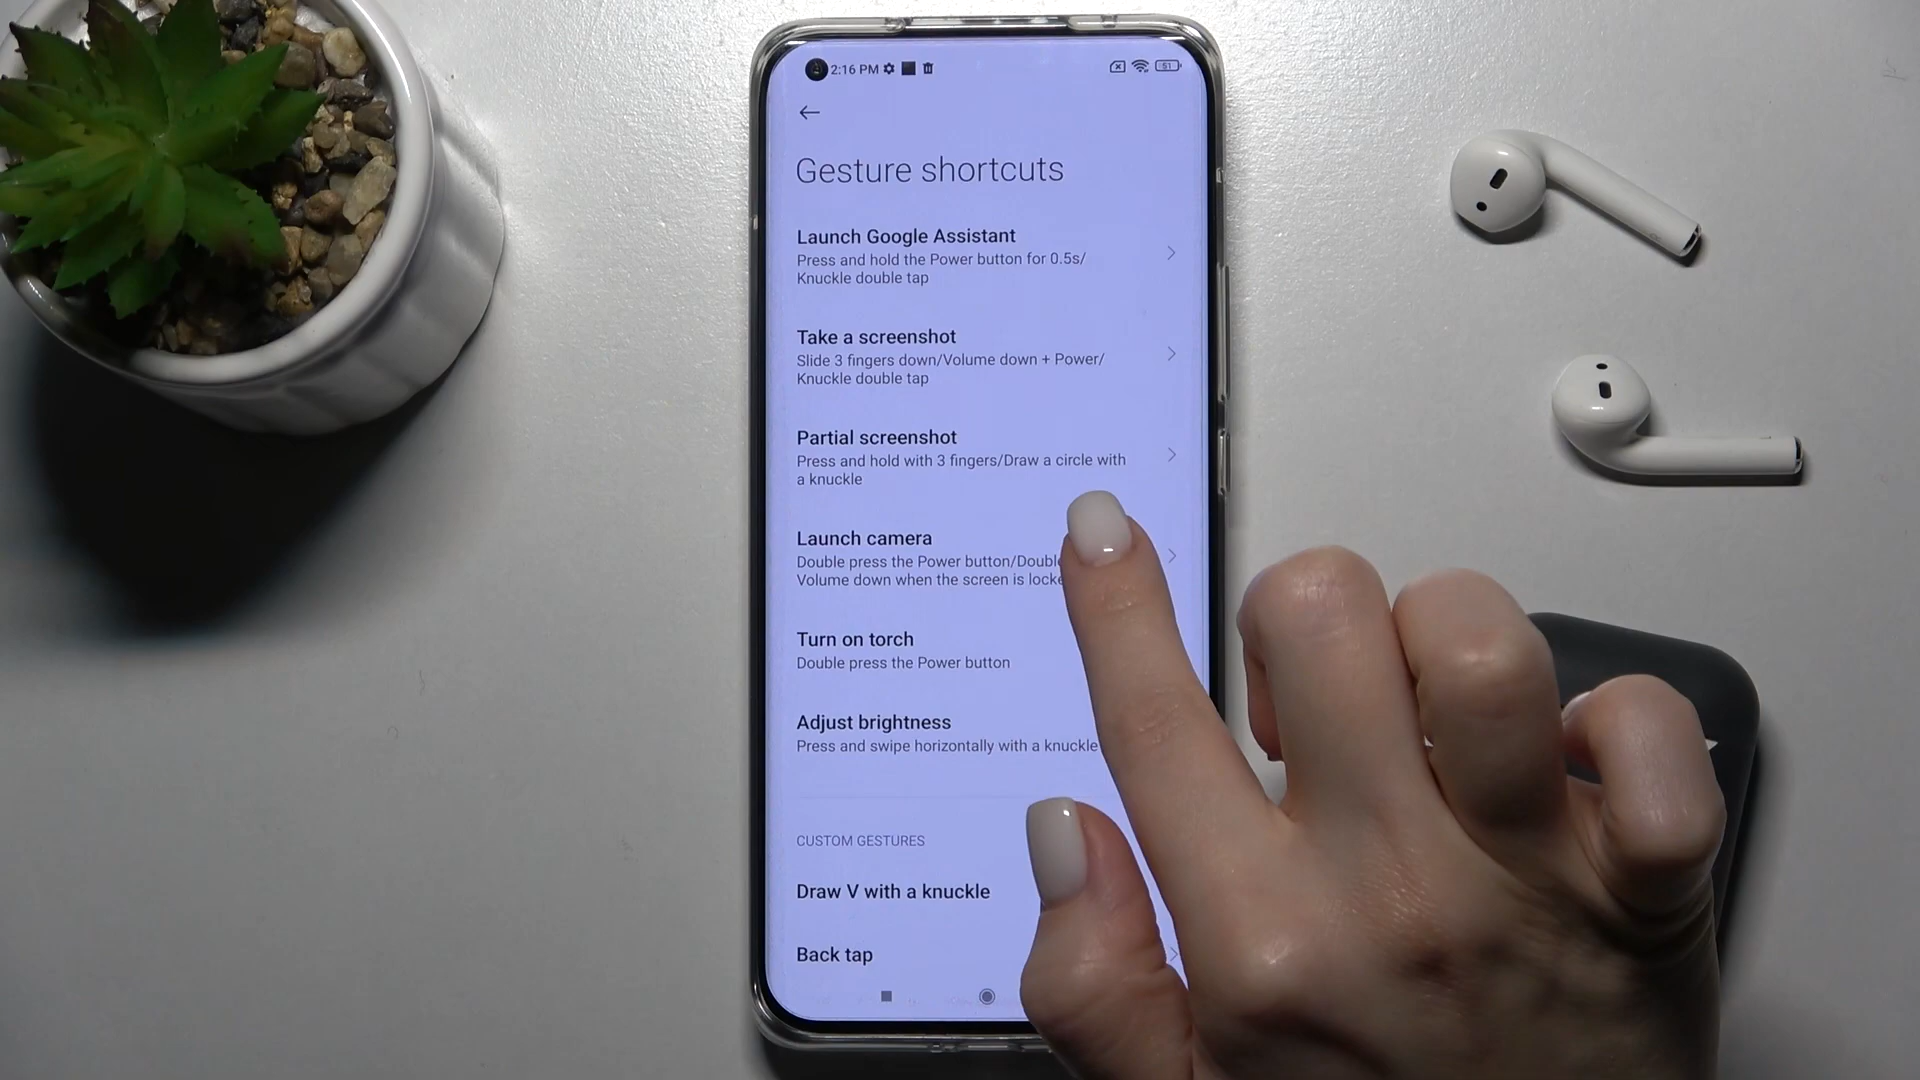 2:16 PM
51
Gesture shortcuts
Launch Google Assistant
Press and hold the Power button for 0.5s/
Knuckle double tap
Take a screenshot
Slide 3 fingers down/Volume down + Power/
Knuckle double tap
Partial screenshot
Press and hold with 3 fingers/Draw a circle with
a knuckle
Launch camera
Double press the Power button/Double
Volume down when the screen is locke
Turn on torch
Double press the Power button
Adjust brightness
Press and swipe horizontally with a knuckle
CUSTOM GESTURES
Draw V with a knuckle
Back tap